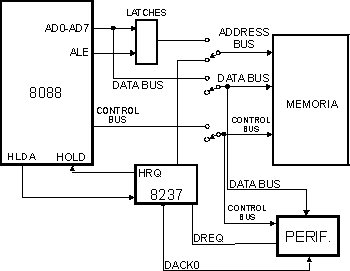 LATCHES
AD0-AD7
ADDRESS
BUS
ALE
8088
DATA BUS
DATA BUS
MEMORIA
CONTROL
BUS
CONTROL
BUS
HLDA
HOLD
HRQ
8237
DATA BUS
CONTROL
BUS
DREQ
PERIF.
DACK0